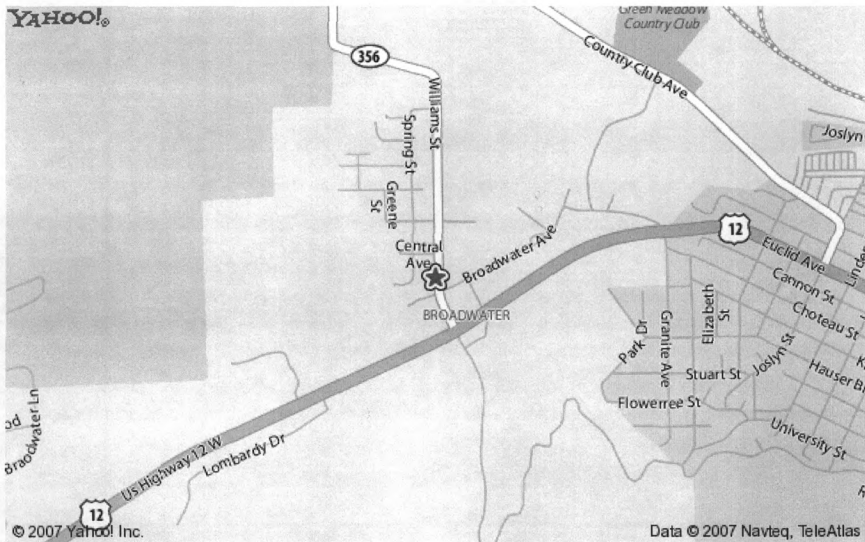 YAHOO!®
Green Meadow
Country Club
356
Country Club Ave
Williams St
Spring St
Joslyn
Greene
St
12
Central
Ave
Broadwater Ave
Euclid Ave
Linde
Cannon St
BROADWATER
Elizabeth
St
Choteau St
Park Dr
Granite Ave
Joslyn St
Hauser B
Stuart St
Flowerree St
University St
Braodwater Ln
od
Us Highway 12 W
Lombardy Dr
12
© 2007 Yahoo! Inc.
Data © 2007 Navteq, TeleAtlas